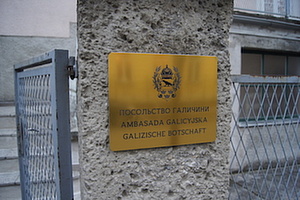 ПОСОЛЬСТВО ГАЛИЧИНИ
AMBASADA GALICYJSKA
GALIZISCHE BOTSCHAFT